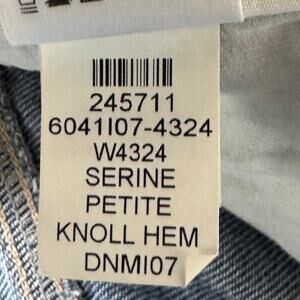 245711
6041I07-4324
W4324
SERINE
PETITE
KNOLL HEM
DNMI07